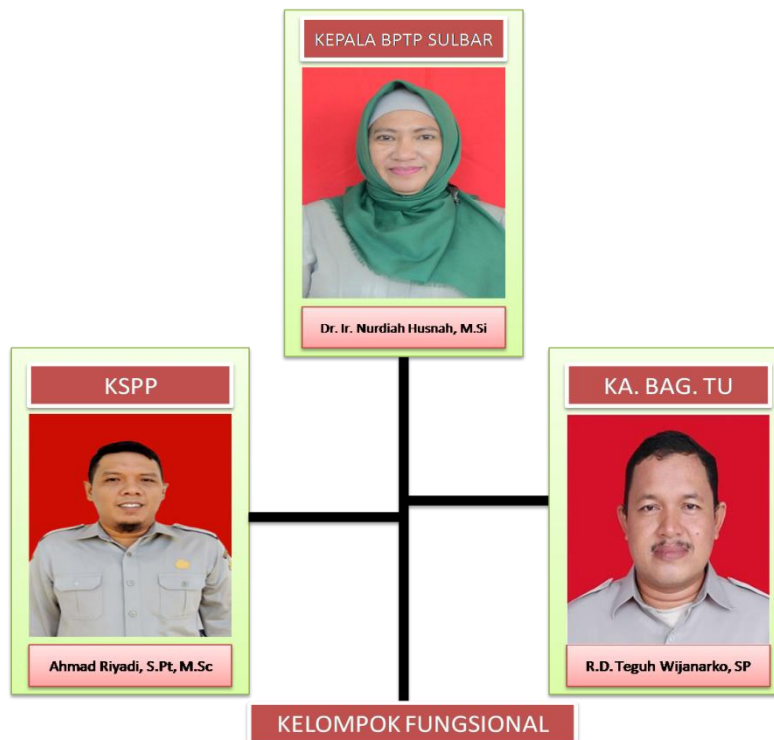 KEPALA BPTP SULBAR
Dr. Ir. Nurdiah Husnah, M.Si
KSPP
KA. BAG. TU
Ahmad Riyadi, S.Pt, M.Sc
R.D. Teguh Wijanarko, SP
KELOMPOK FUNGSIONAL